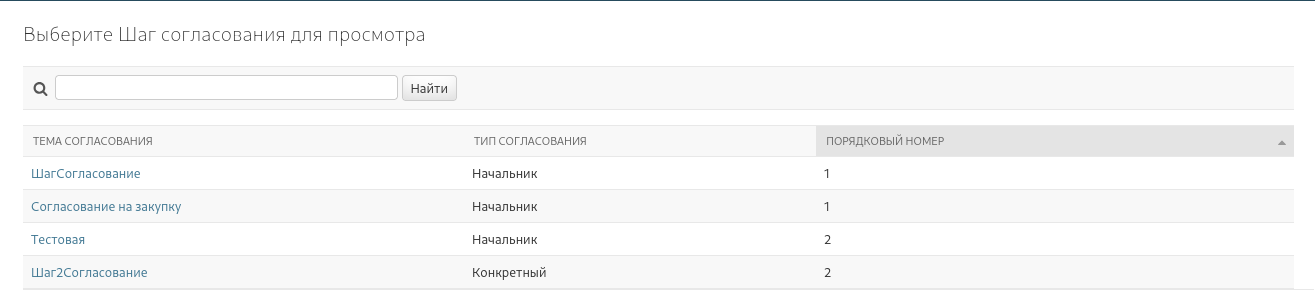 Выберите Шаг согласования для просмотра
Найти
ТЕМА СОГЛАСОВАНИЯ ТИП СОГЛАСОВАНИЯ ПОРЯДКОВЫЙ НОМЕР
ШагСогласование Начальник 1
Согласование на закупку Начальник 1
Тестовая Начальник 2
Шаг2Согласование Конкретный 2